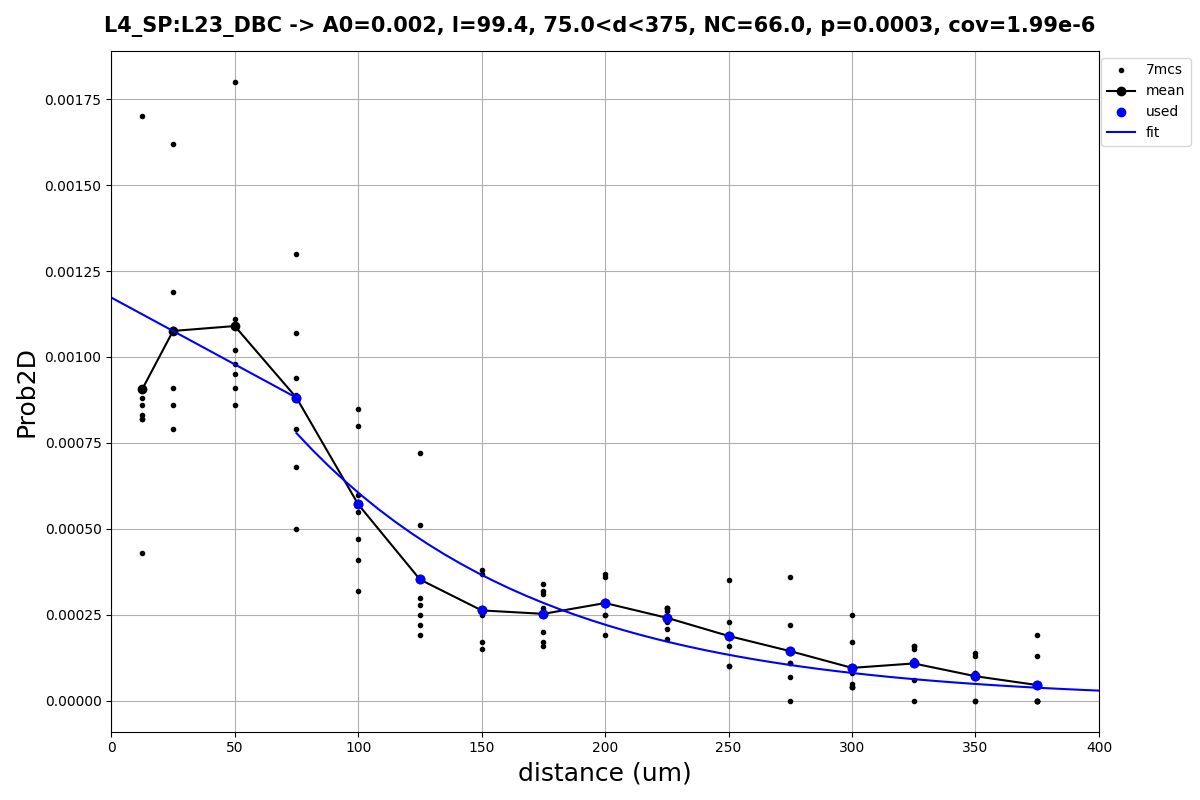 L4_SP:L23_DBC -> A0=0.002, l=99.4, 75.0<d<375, NC=66.0, p=0.0003, cov=1.99e-6
7mcs
mean
used
fit
Prob2D
0.00175
0.00150
0.00125
0.00100
0.00075
0.00050
0.00025
0.00000
0 50 100 150 200 250 300 350 400
distance (um)